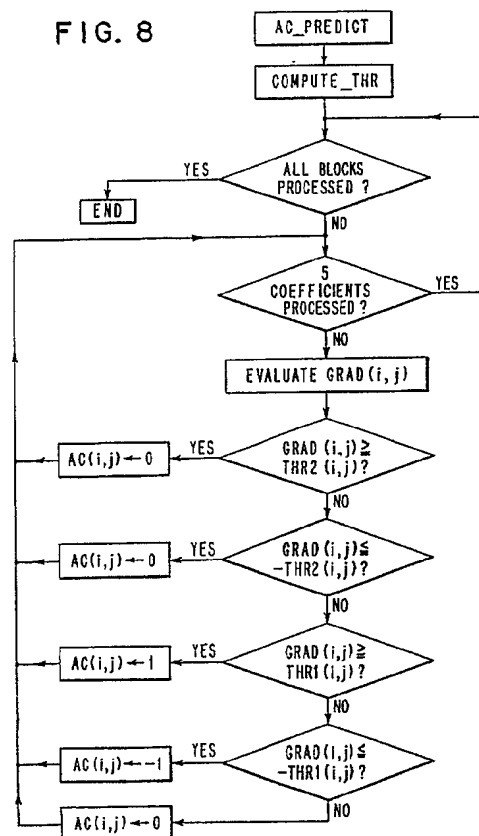 FIG. 8
AC_PREDICT
COMPUTE_THR
ALL BLOCKS
PROCESSED ?
YES
END
NO
5
COEFFICIENTS
PROCESSED ?
YES
NO
EVALUATE GRAD(i,j)
GRAD (i,j)≧
THR2 (i,j)?
YES
AC(i,j)←0
NO
GRAD (i,j)≦
-THR2(i,j)?
YES
AC(i,j)←0
NO
GRAD (i,j)≧
THR1(i,j)?
YES
AC(i,j)←1
NO
GRAD(i,j)≦
-THR1(i,j)?
YES
AC(i,j)←-1
NO
AC(i,j)←0